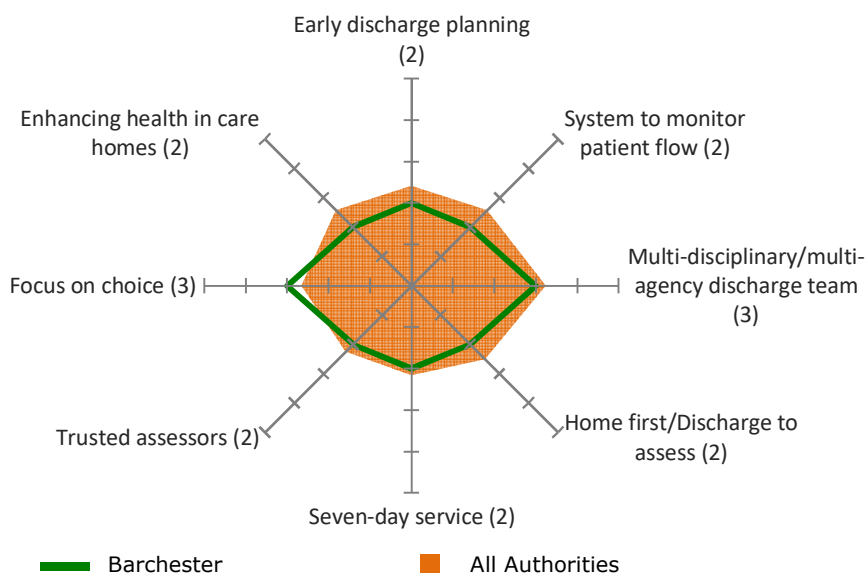 Early discharge planning
(2)
Enhancing health in care
homes (2)
System to monitor
patient flow (2)
Focus on choice (3)
Multi-disciplinary/multi-
agency discharge team
(3)
Trusted assessors (2)
Home first/Discharge to
assess (2)
Seven-day service (2)
Barchester
All Authorities